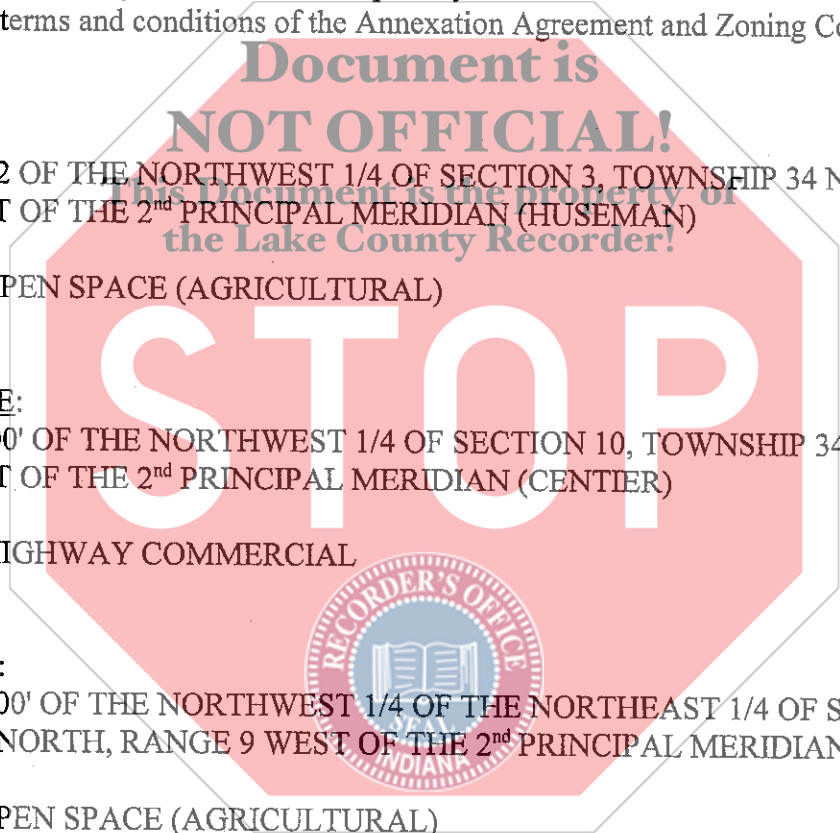 terms and conditions of the Annexation Agreement and Zoning Co
Document is
NOT OFFICIAL!
2 OF THE NORTHWEST 1/4 OF SECTION 3, TOWNSHIP 34 N
This Document is the property of
T OF THE 2nd PRINCIPAL MERIDIAN (HUSEMAN)
the Lake County Recorder!
PEN SPACE (AGRICULTURAL)
STOP
E:
00' OF THE NORTHWEST 1/4 OF SECTION 10, TOWNSHIP 34
T OF THE 2nd PRINCIPAL MERIDIAN (CENTIER)
IGHWAY COMMERCIAL
RECORDER'S OFFICE
:
00' OF THE NORTHWEST 1/4 OF THE NORTHEAST 1/4 OF S
SEAL
NORTH, RANGE 9 WEST OF THE 2nd PRINCIPAL MERIDIAN
INDIANA
PEN SPACE (AGRICULTURAL)